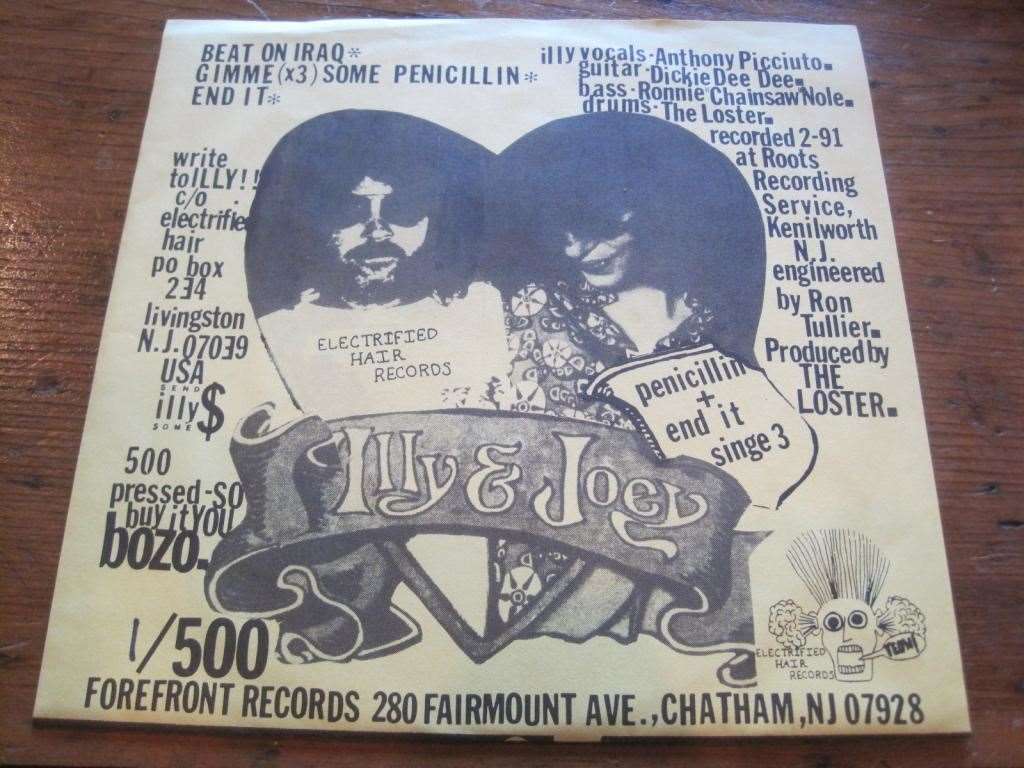 BEAT ON IRAQ*
GIMME(x3) SOME PENICILLIN*
END IT*
illy vocals·Anthony Picciuto.
guitar·Dickie Dee Dee.
bass·Ronnie"Chainsaw"Nole.
drums·The Loster.
recorded 2-91
at Roots
Recording
Service,
Kenilworth
N.J.
engineered
by Ron
Tullier.
Produced by
THE
LOSTER.
write
to ILLY!!
c/o
electrifie
hair
po box
234
livingston
N.J. 07039
USA
SEND
illy $
SOME
500
pressed-SO
buy it YOU
bozo.
1/500
ELECTRIFIED
HAIR
RECORDS
penicillin
+
end it
singe 3
Illy & Joey
ELECTRIFIED
HAIR
RECORDS
FOREFRONT RECORDS 280 FAIRMOUNT AVE., CHATHAM, NJ 07928